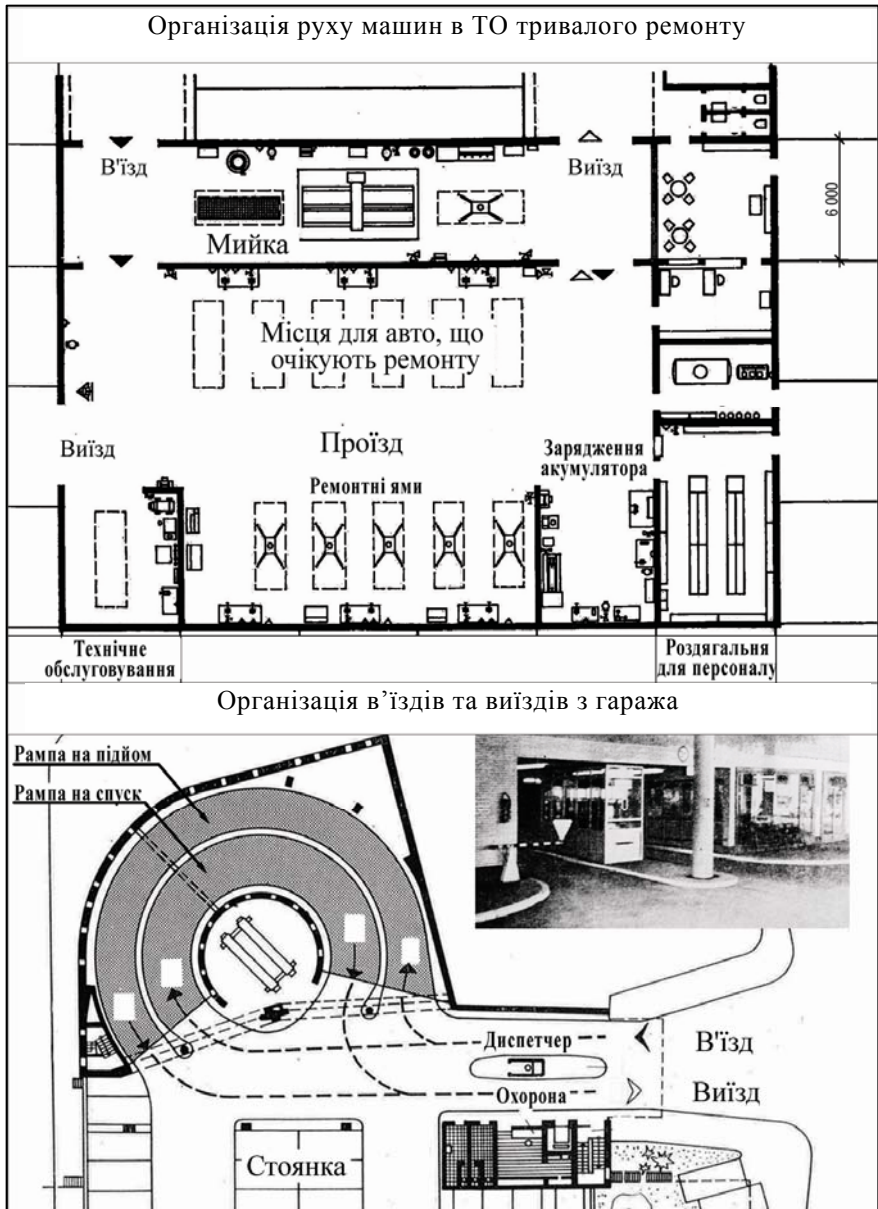 Організація руху машин в ТО тривалого ремонту
В'їзд
Виїзд
6 000
Мийка
Місця для авто, що
очікують ремонту
Виїзд
Проїзд
Зарядження
акумулятора
Ремонтні ями
Технічне
обслуговування
Роздягальня
для персоналу
Організація в’їздів та виїздів з гаража
Рампа на підйом
Рампа на спуск
Диспетчер
В'їзд
Охорона
Виїзд
Стоянка